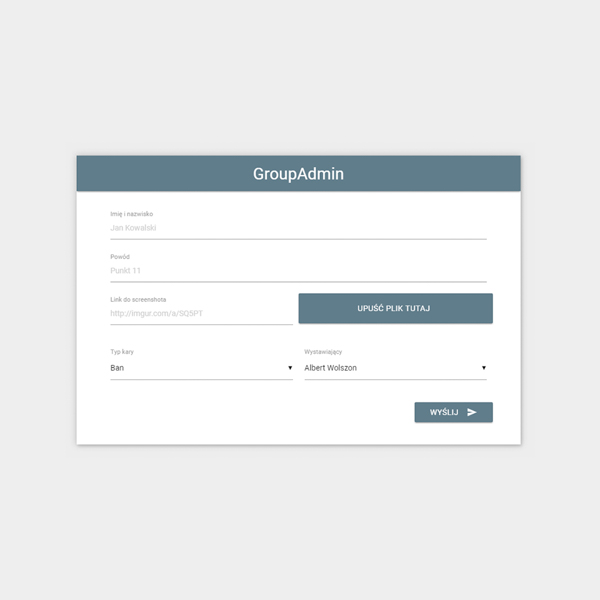 GroupAdmin
Imię i nazwisko
Jan Kowalski
Powód
Punkt 11
Link do screenshota
http://imgur.com/a/SQ5PT
UPUŚĆ PLIK TUTAJ
Typ kary
Ban
Wystawiający
Albert Wolszon
WYŚLIJ